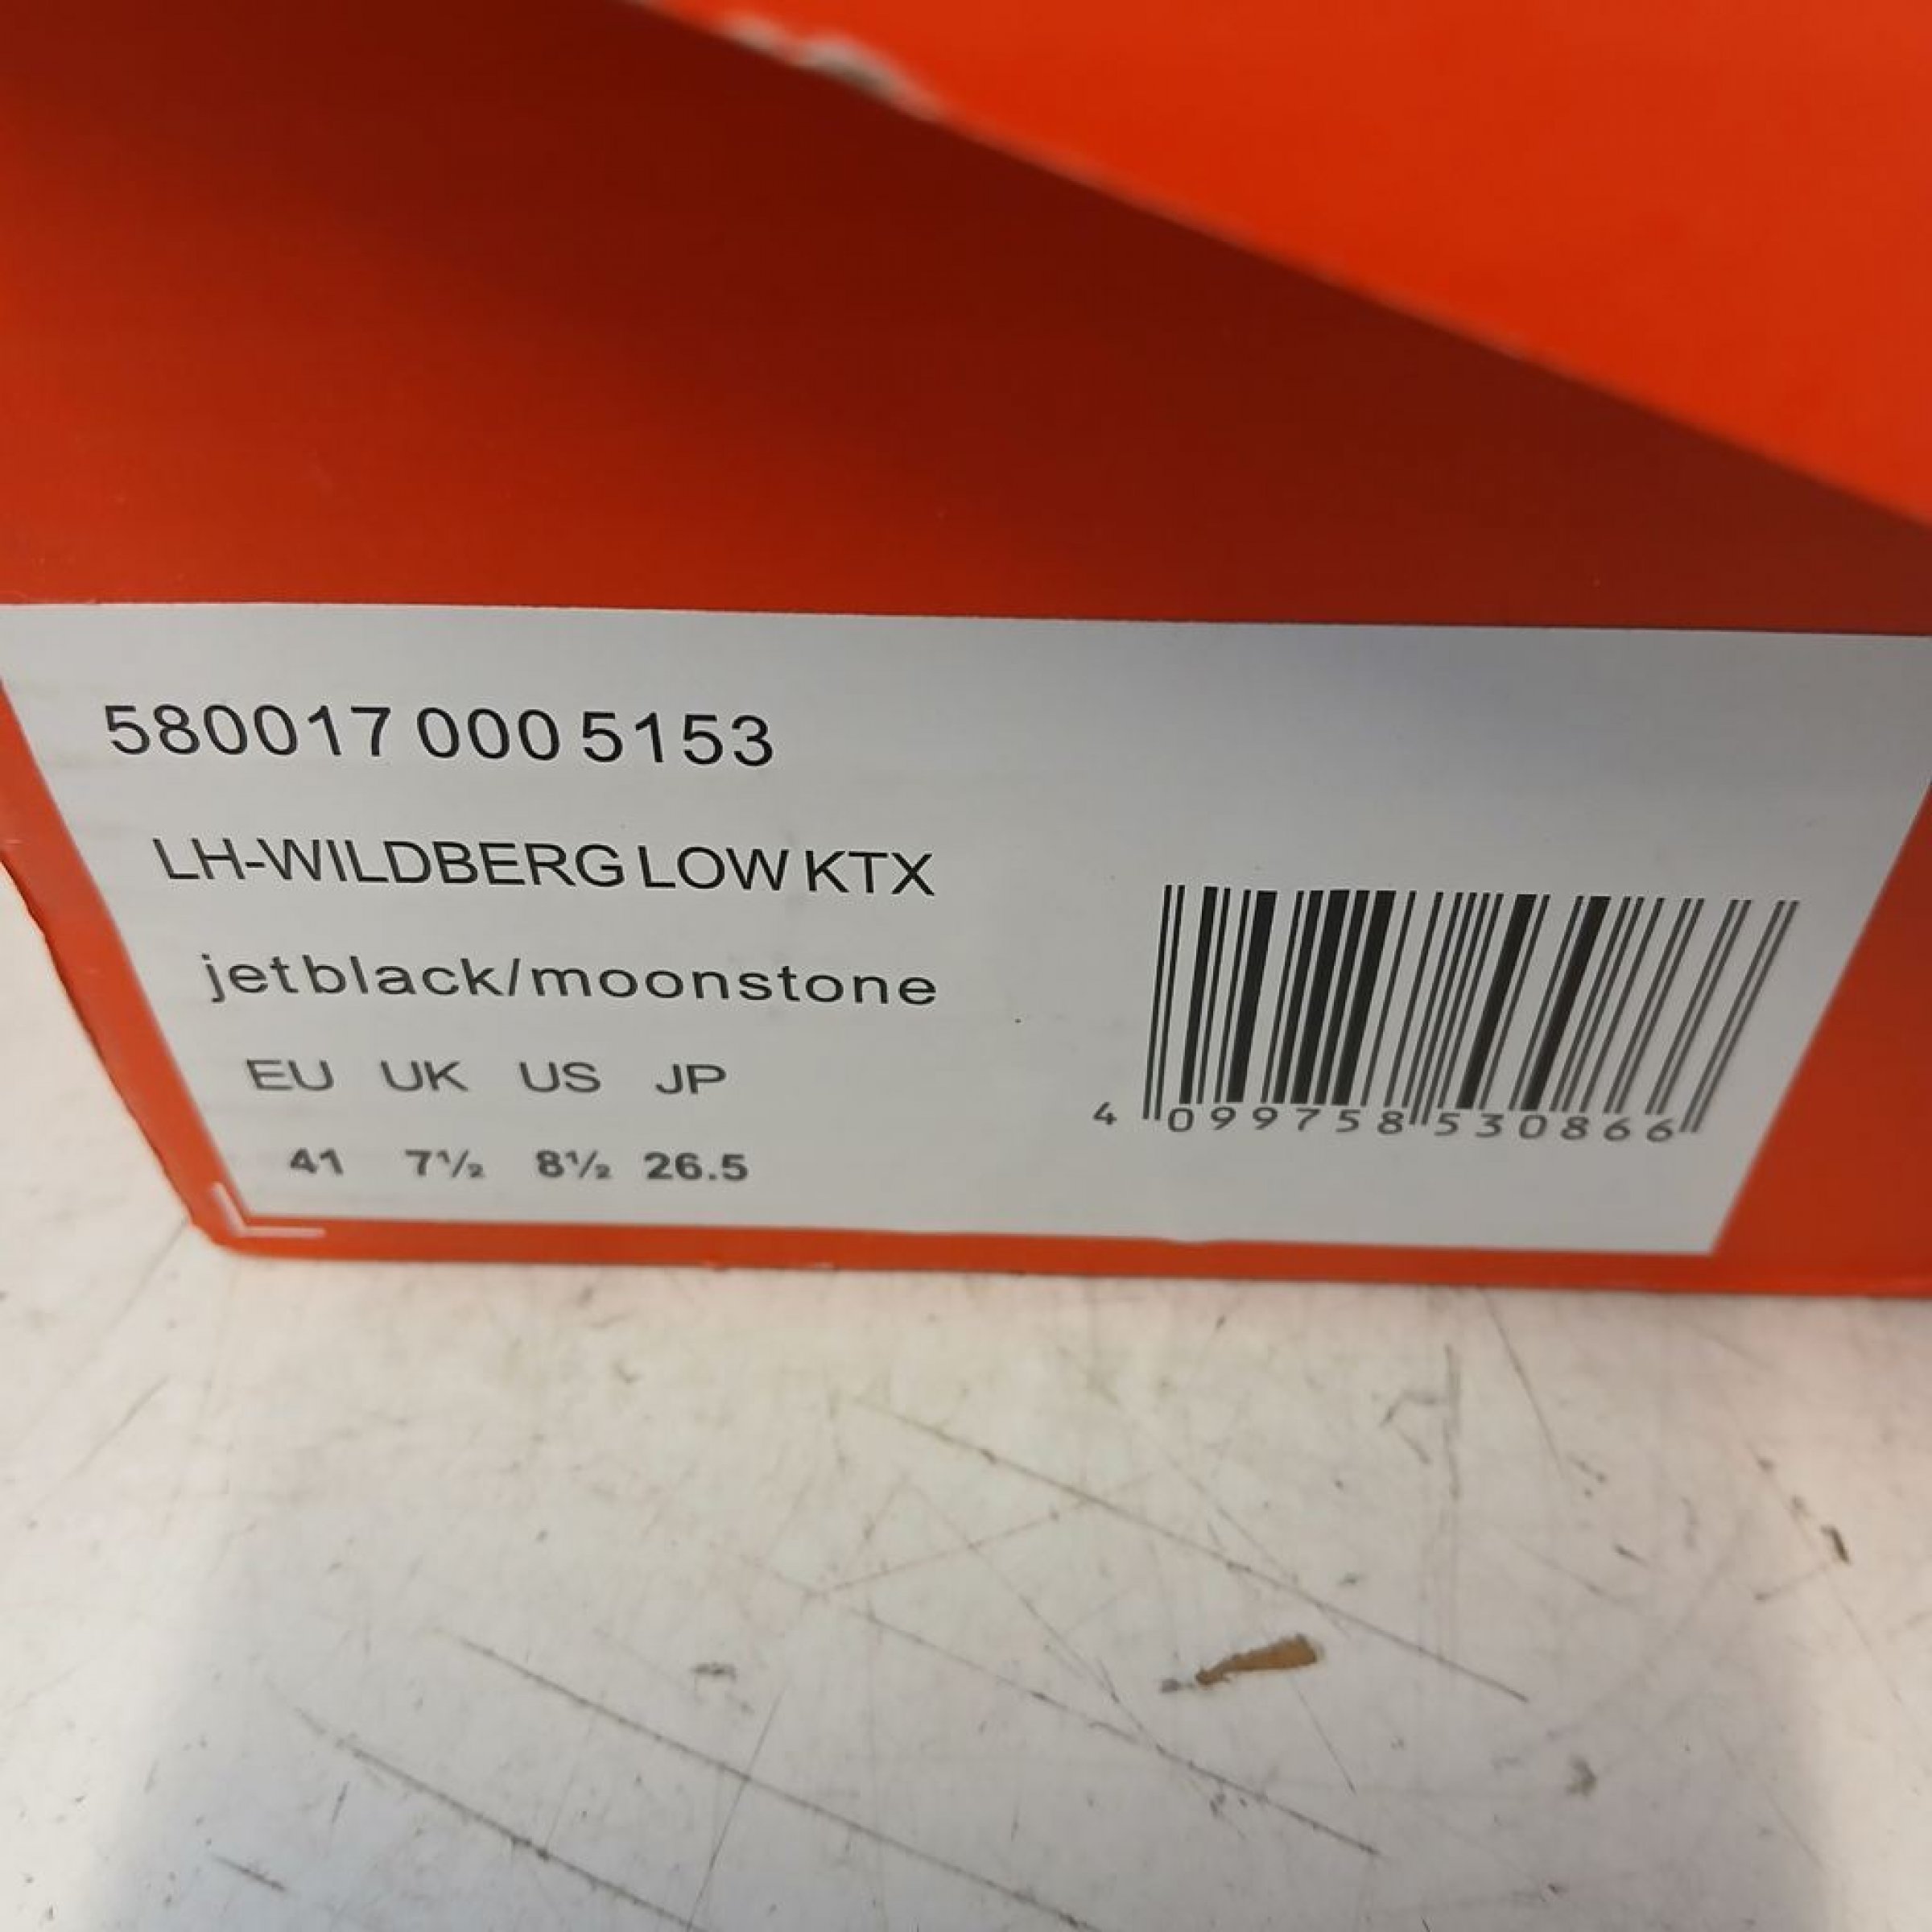 580017 000 5153
LH-WILDBERG LOW KTX
jetblack/moonstone
EU UK US JP
41 7½ 8½ 26.5
4 099758 530866